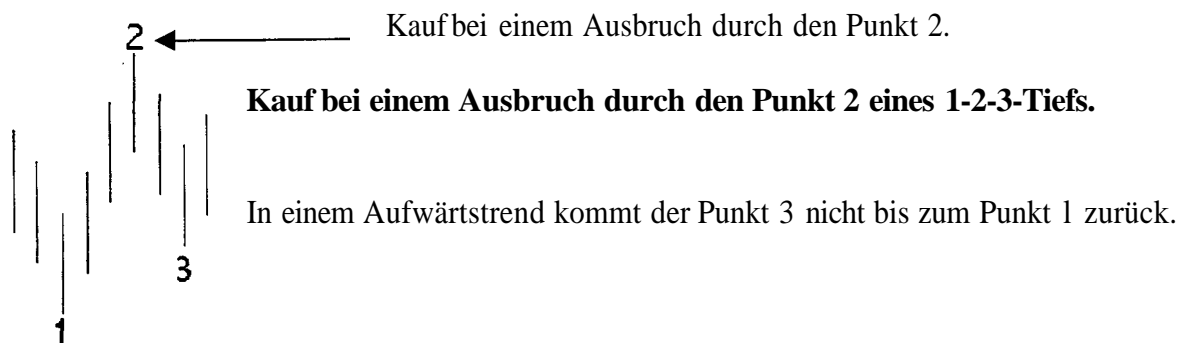 2
Kauf bei einem Ausbruch durch den Punkt 2.
Kauf bei einem Ausbruch durch den Punkt 2 eines 1-2-3-Tiefs.
In einem Aufwärtstrend kommt der Punkt 3 nicht bis zum Punkt l zurück.
3
1